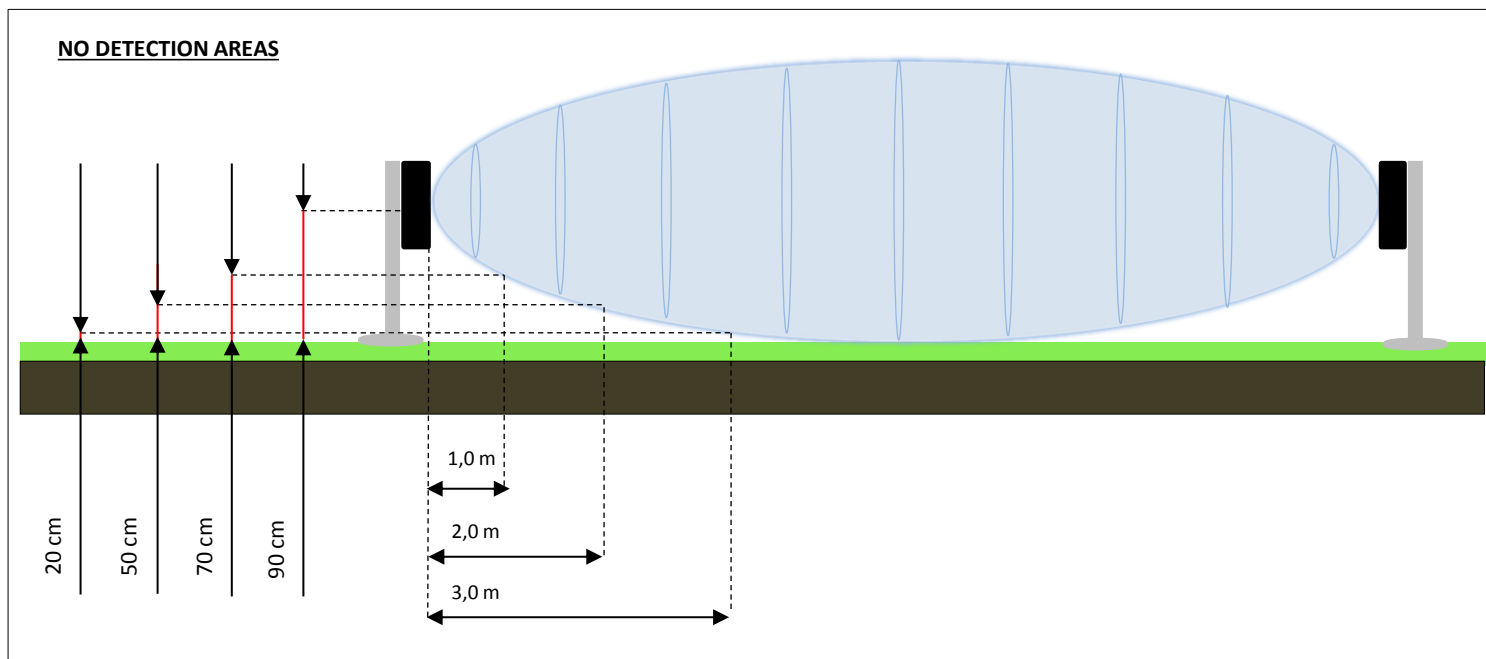 NO DETECTION AREAS
1,0 m
2,0 m
3,0 m
20 cm
50 cm
70 cm
90 cm